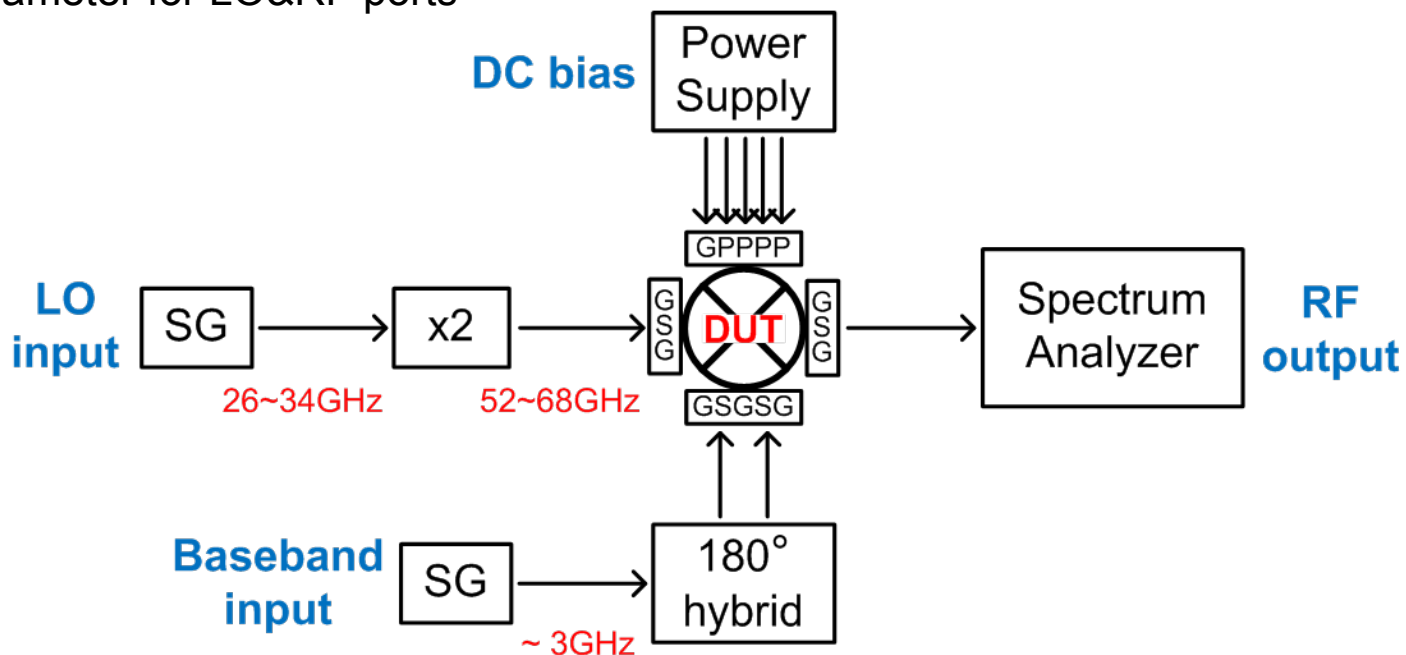 DC bias
Power
Supply
GPPPP
LO
input
SG
x2
G
S
G
DUT
G
S
G
Spectrum
Analyzer
RF
output
26~34GHz
52~68GHz
GSGSG
Baseband
input
SG
180°
hybrid
~ 3GHz